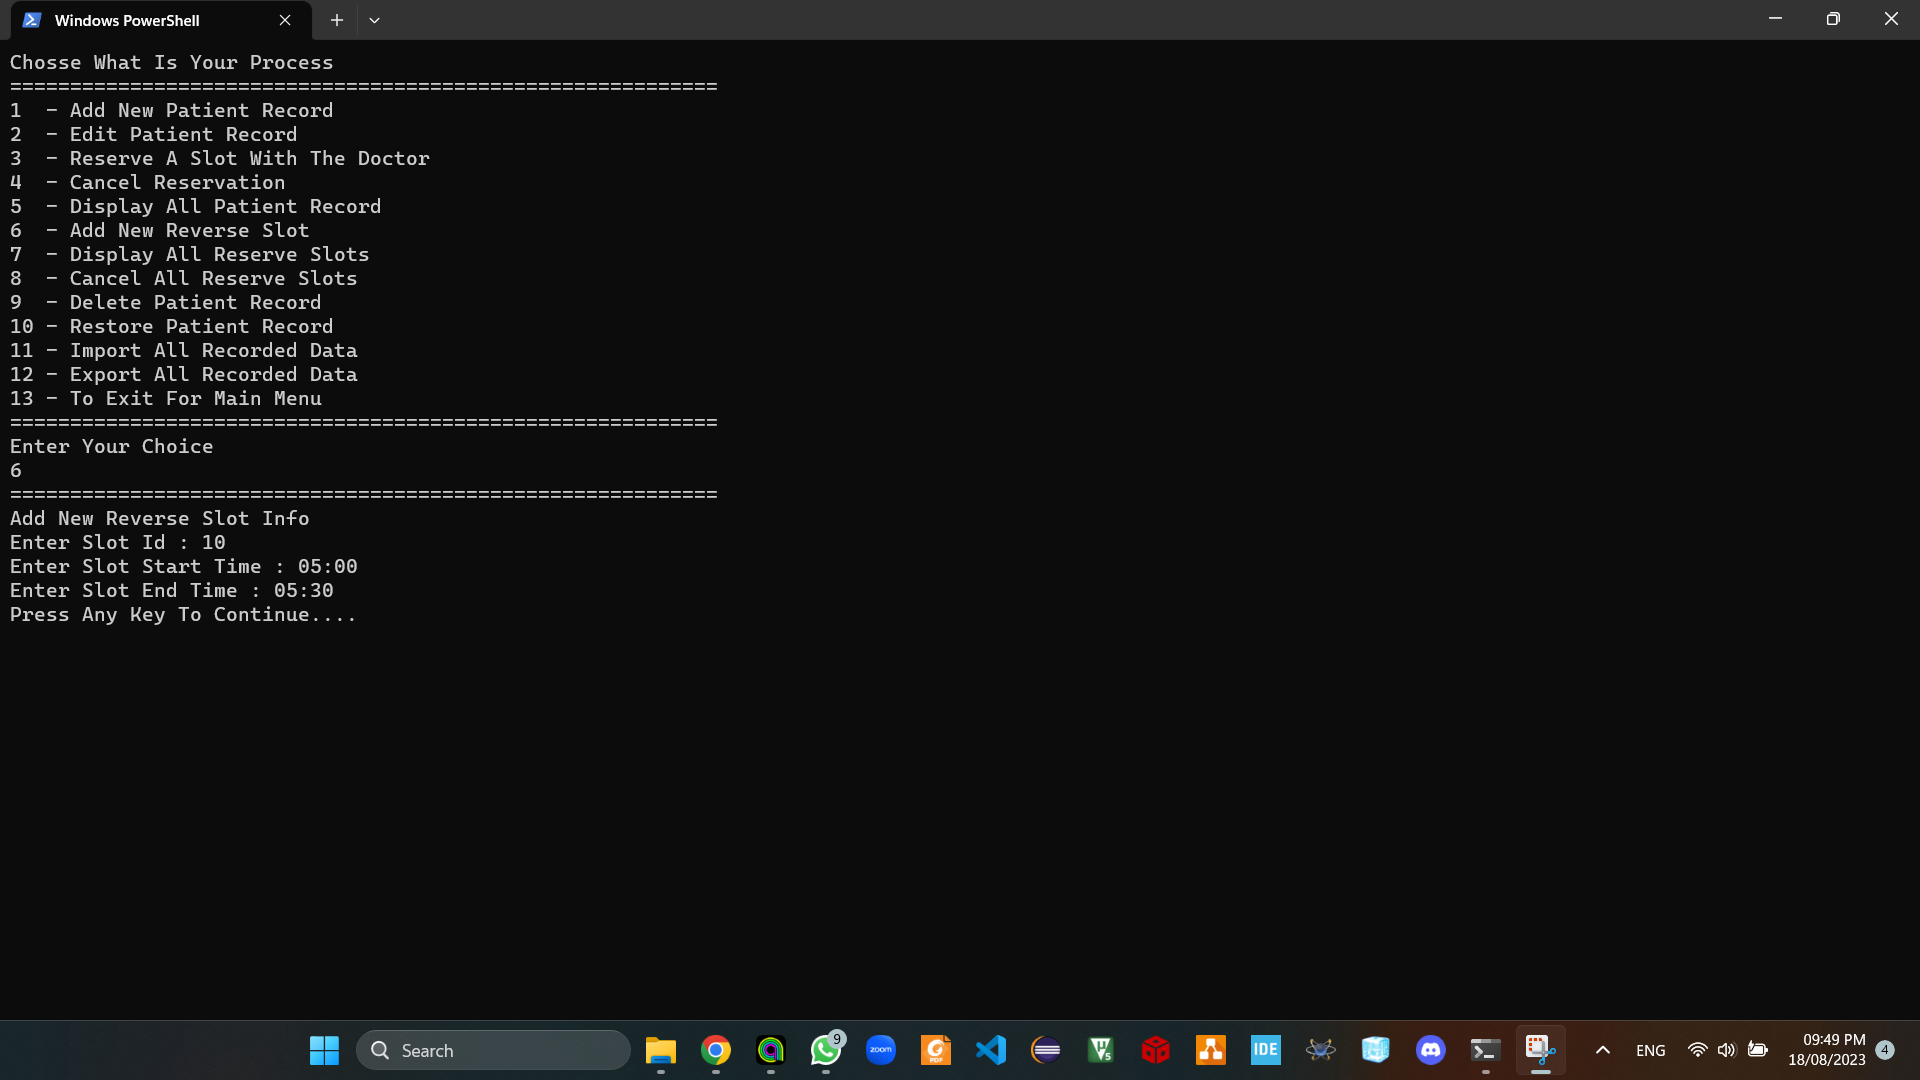 Windows PowerShell
Chosse What Is Your Process
===========================================================
1  - Add New Patient Record
2  - Edit Patient Record
3  - Reserve A Slot With The Doctor
4  - Cancel Reservation
5  - Display All Patient Record
6  - Add New Reverse Slot
7  - Display All Reserve Slots
8  - Cancel All Reserve Slots
9  - Delete Patient Record
10 - Restore Patient Record
11 - Import All Recorded Data
12 - Export All Recorded Data
13 - To Exit For Main Menu
===========================================================
Enter Your Choice
6
===========================================================
Add New Reverse Slot Info
Enter Slot Id : 10
Enter Slot Start Time : 05:00
Enter Slot End Time : 05:30
Press Any Key To Continue....
Search
9
zoom
PDF
5
IDE
ENG
09:49 PM
18/08/2023
4